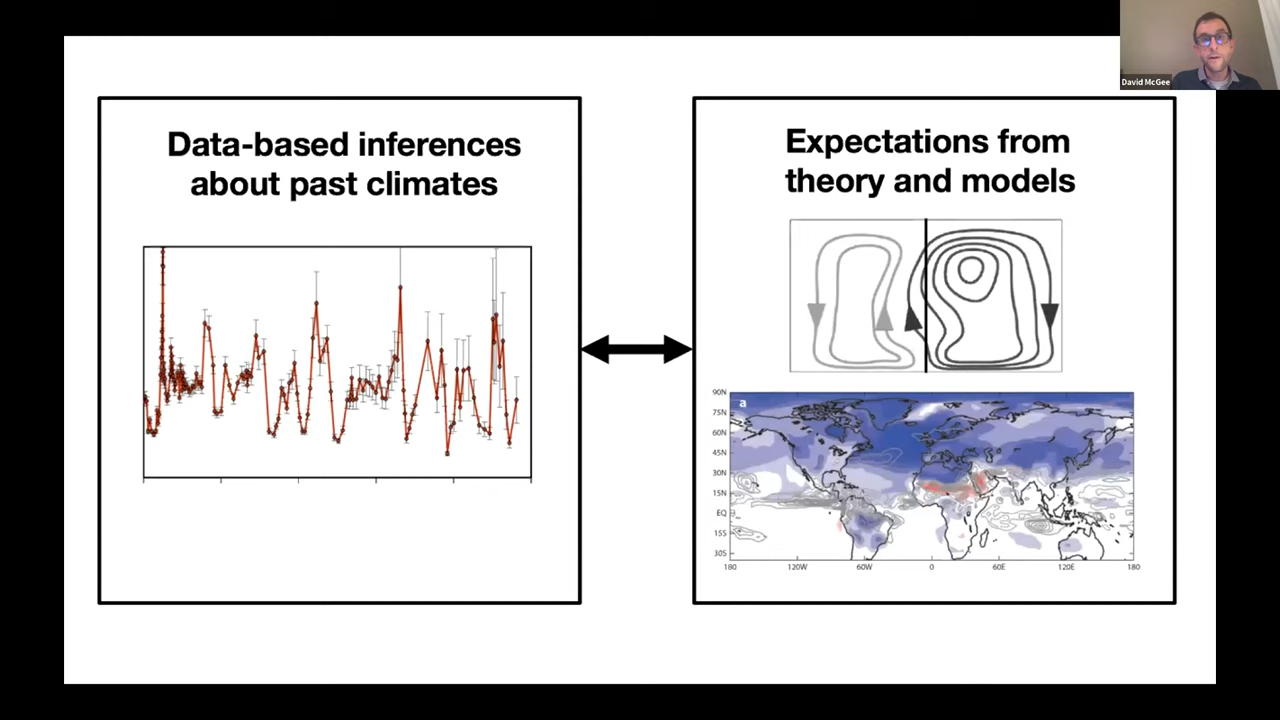 David McGee
Data-based inferences
about past climates
Expectations from
theory and models
a
90N
75N
60N
45N
30N
15N
EQ
15S
30S
180
120W
60W
0
60E
120E
180